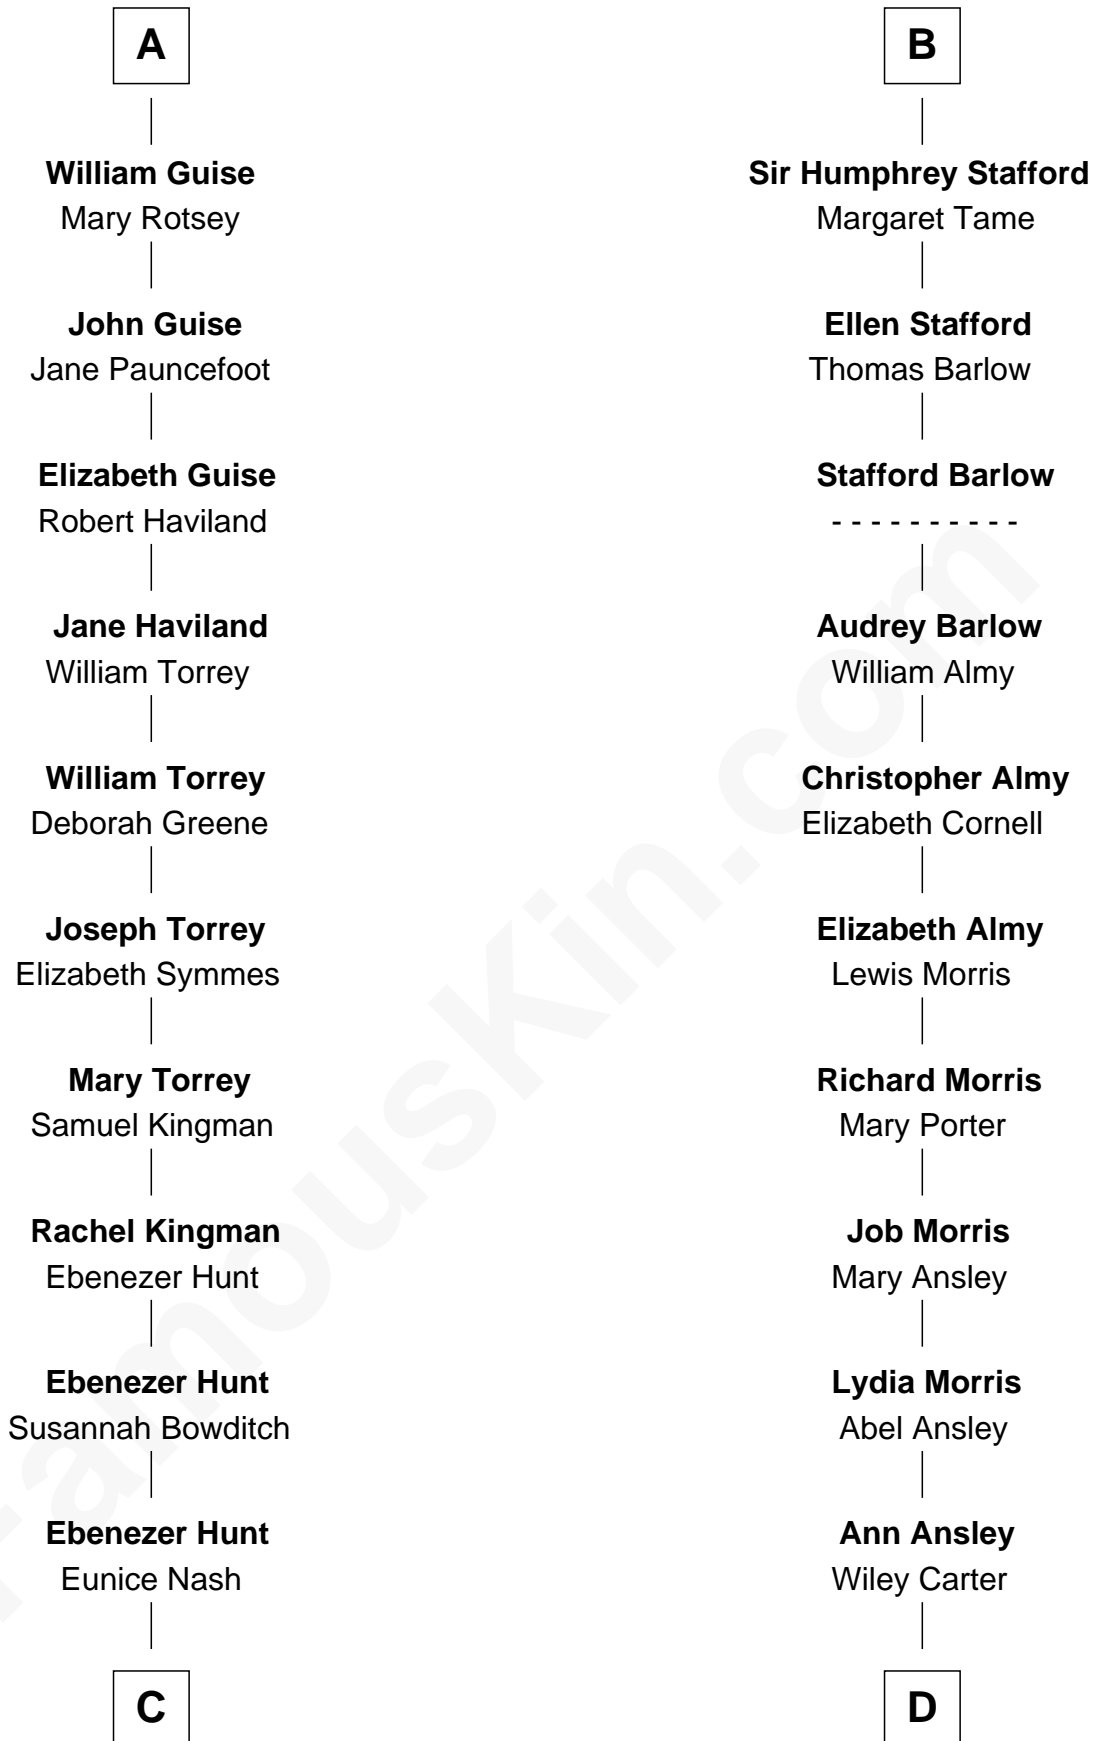 A
William Guise
Mary Rotsey
John Guise
Jane Pauncefoot
Elizabeth Guise
Robert Haviland
Jane Haviland
William Torrey
William Torrey
Deborah Greene
Joseph Torrey
Elizabeth Symmes
Mary Torrey
Samuel Kingman
Rachel Kingman
Ebenezer Hunt
Ebenezer Hunt
Susannah Bowditch
Ebenezer Hunt
Eunice Nash
C
B
Sir Humphrey Stafford
Margaret Tame
Ellen Stafford
Thomas Barlow
Stafford Barlow
- - - - - - - - - -
Audrey Barlow
William Almy
Christopher Almy
Elizabeth Cornell
Elizabeth Almy
Lewis Morris
Richard Morris
Mary Porter
Job Morris
Mary Ansley
Lydia Morris
Abel Ansley
Ann Ansley
Wiley Carter
D
FamousKin.com